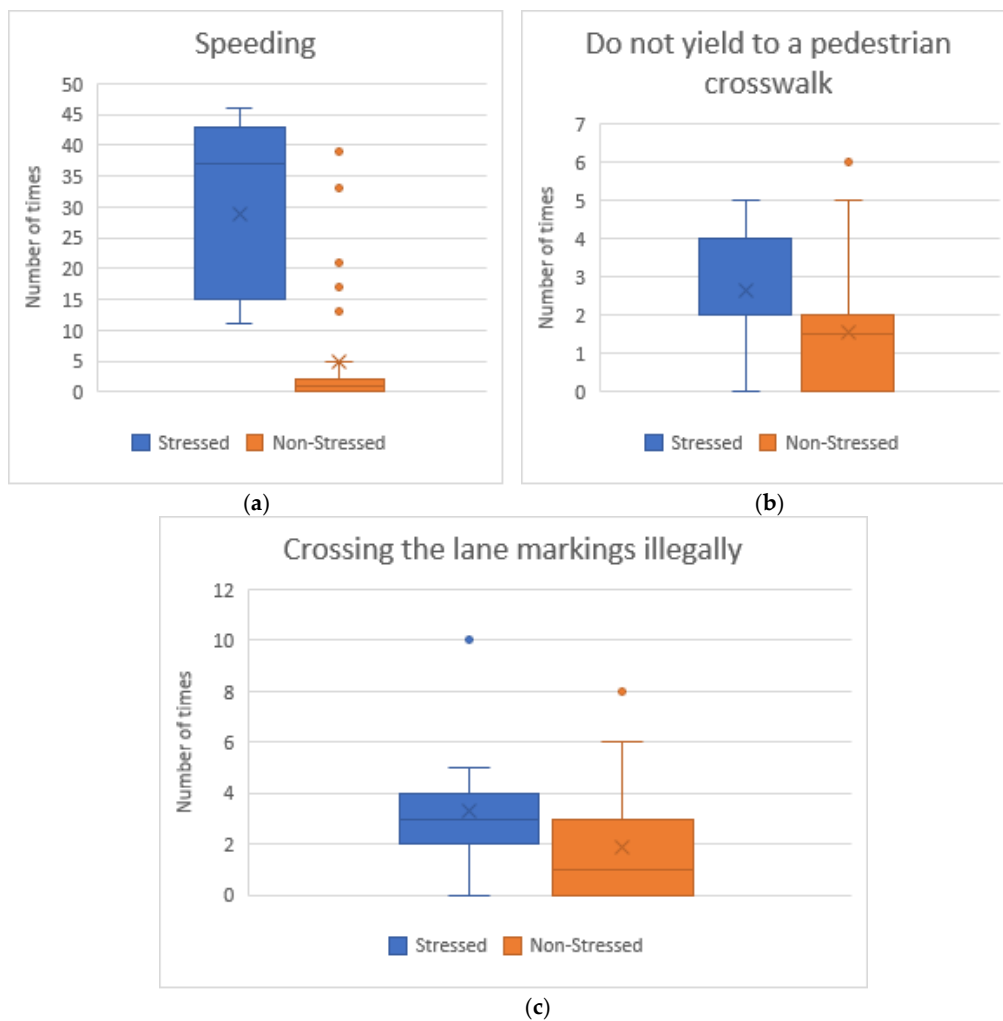 Speeding
Number of times
50
45
40
35
30
25
20
15
10
5
0
Stressed Non-Stressed
(a)
Do not yield to a pedestrian
crosswalk
Number of times
7
6
5
4
3
2
1
0
Stressed Non-Stressed
(b)
Crossing the lane markings illegally
Number of times
12
10
8
6
4
2
0
Stressed Non-Stressed
(c)